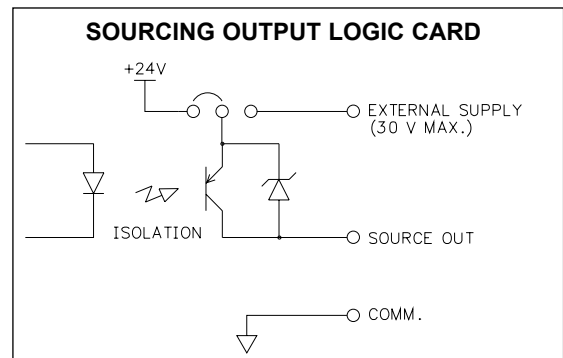 SOURCING OUTPUT LOGIC CARD
+24V
EXTERNAL SUPPLY
(30 V MAX.)
ISOLATION
SOURCE OUT
COMM.